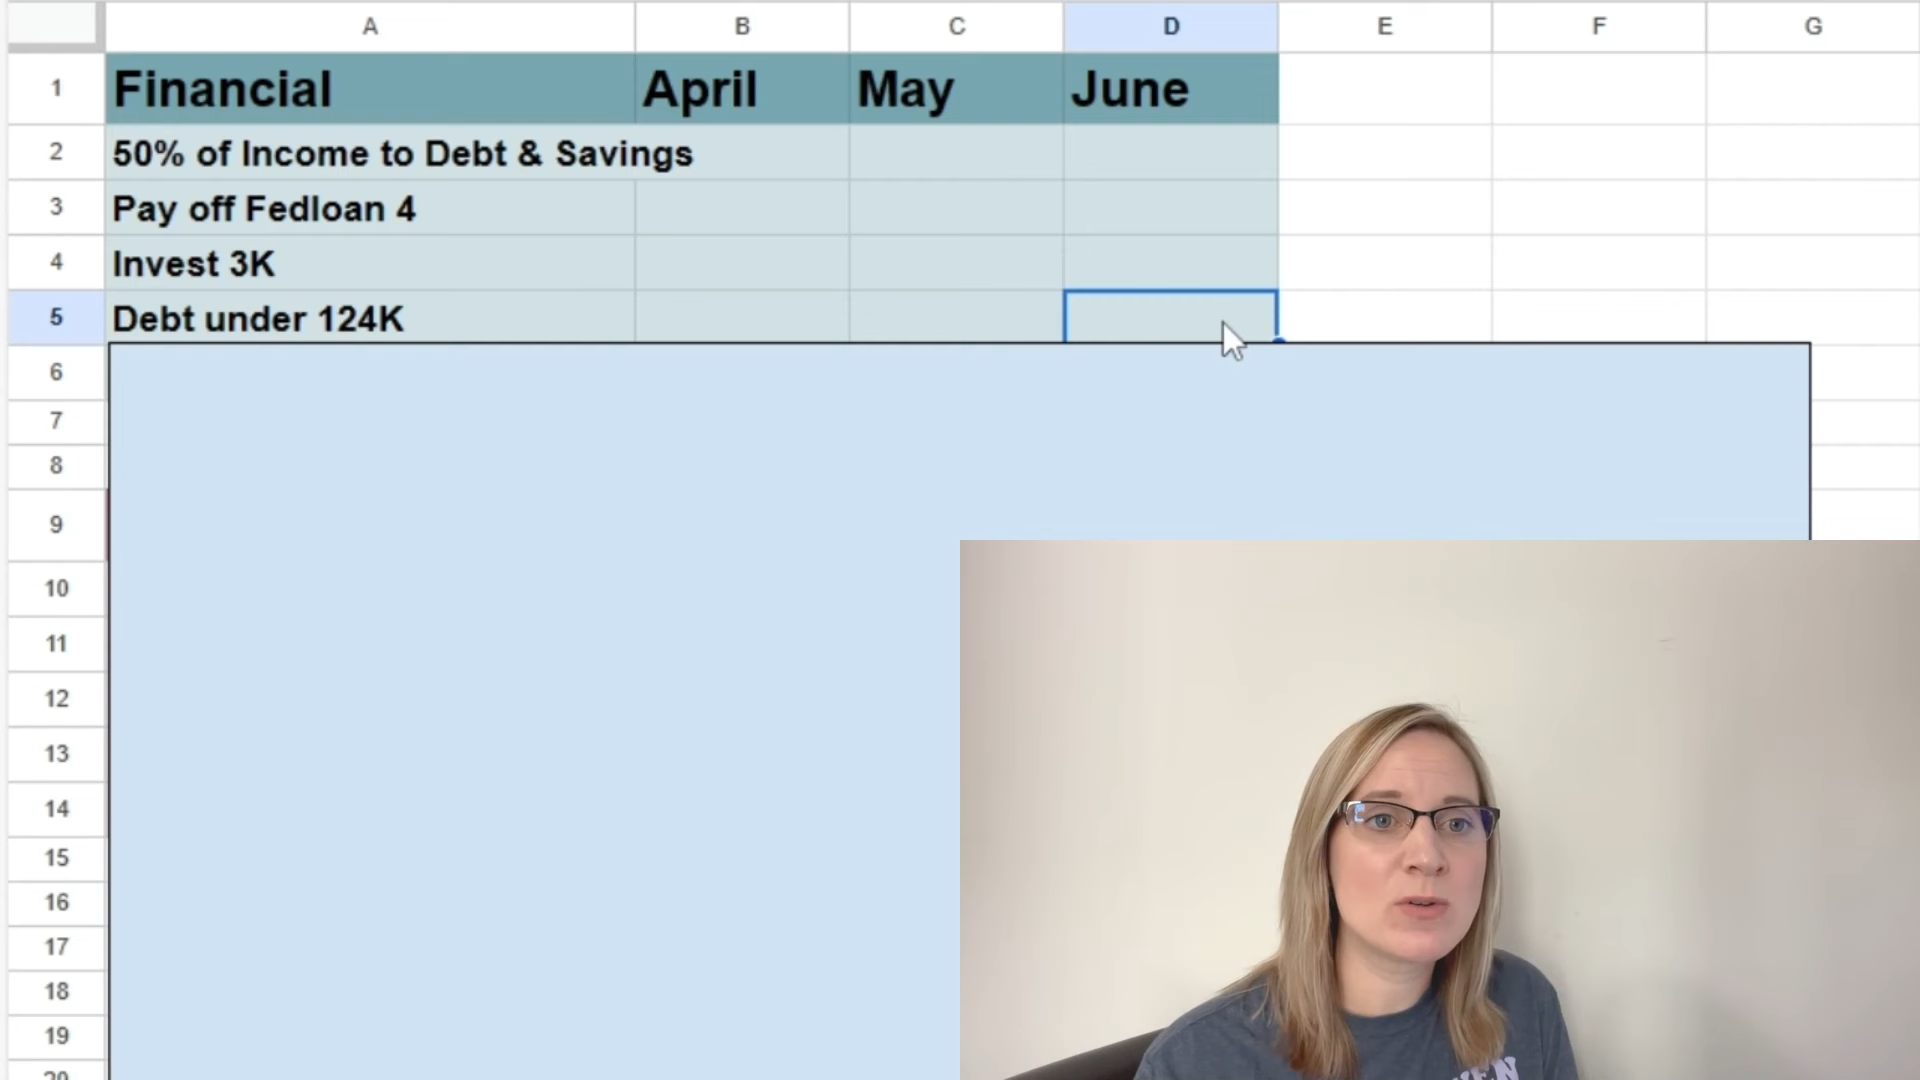 A B C D E F G
1 Financial April May June
2 50% of Income to Debt & Savings
3 Pay off Fedloan 4
4 Invest 3K
5 Debt under 124K
6
7
8
9
10
11
12
13
14
15
16
17
18
19